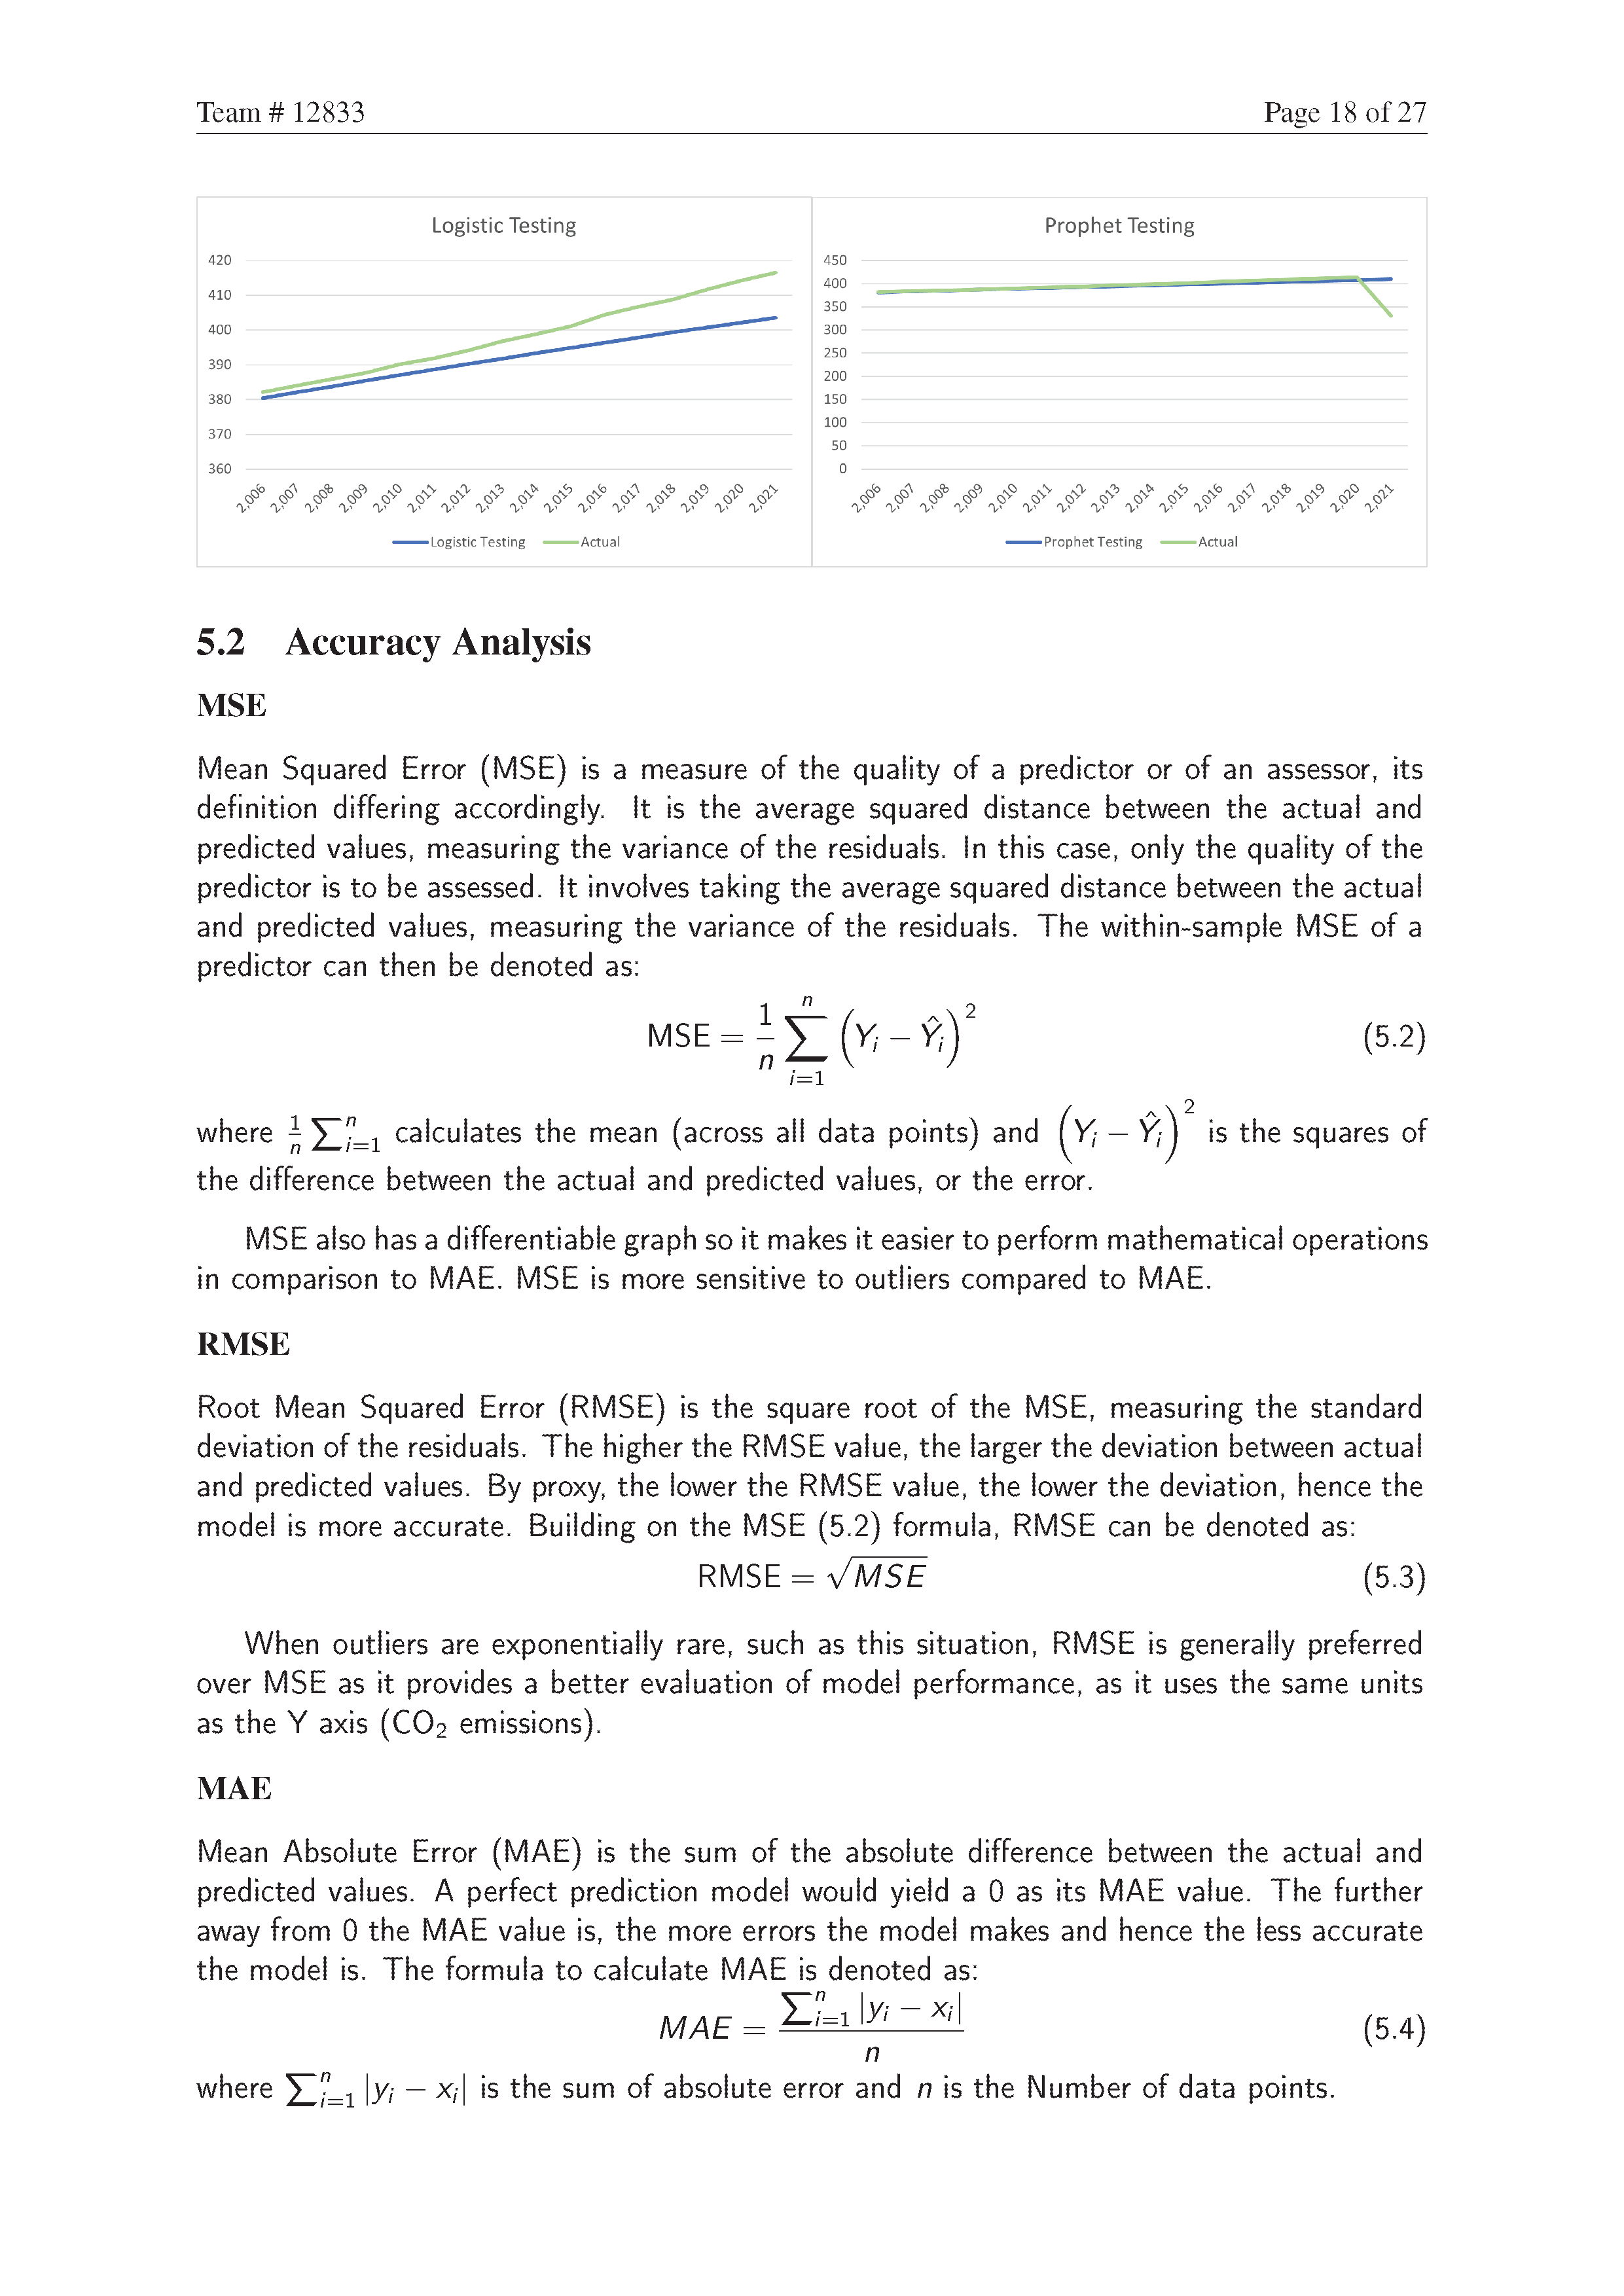 Team # 12833 Page 18 of 27
Logistic Testing
420
410
400
390
380
370
360
2,006 2,007 2,008 2,009 2,010 2,011 2,012 2,013 2,014 2,015 2,016 2,017 2,018 2,019 2,020 2,021
Logistic Testing Actual
Prophet Testing
450
400
350
300
250
200
150
100
50
0
2,006 2,007 2,008 2,009 2,010 2,011 2,012 2,013 2,014 2,015 2,016 2,017 2,018 2,019 2,020 2,021
Prophet Testing Actual
5.2 Accuracy Analysis
MSE
Mean Squared Error (MSE) is a measure of the quality of a predictor or of an assessor, its
definition differing accordingly. It is the average squared distance between the actual and
predicted values, measuring the variance of the residuals. In this case, only the quality of the
predictor is to be assessed. It involves taking the average squared distance between the actual
and predicted values, measuring the variance of the residuals. The within-sample MSE of a
predictor can then be denoted as:
MSE = \frac{1}{n} \sum_{i=1}^{n} (Y_i − \hat{Y}_i)^2 (5.2)
where \frac{1}{n} \sum_{i=1}^{n} calculates the mean (across all data points) and (Y_i − \hat{Y}_i)^2 is the squares of
the difference between the actual and predicted values, or the error.
MSE also has a differentiable graph so it makes it easier to perform mathematical operations
in comparison to MAE. MSE is more sensitive to outliers compared to MAE.
RMSE
Root Mean Squared Error (RMSE) is the square root of the MSE, measuring the standard
deviation of the residuals. The higher the RMSE value, the larger the deviation between actual
and predicted values. By proxy, the lower the RMSE value, the lower the deviation, hence the
model is more accurate. Building on the MSE (5.2) formula, RMSE can be denoted as:
RMSE = \sqrt{MSE} (5.3)
When outliers are exponentially rare, such as this situation, RMSE is generally preferred
over MSE as it provides a better evaluation of model performance, as it uses the same units
as the Y axis (CO₂ emissions).
MAE
Mean Absolute Error (MAE) is the sum of the absolute difference between the actual and
predicted values. A perfect prediction model would yield a 0 as its MAE value. The further
away from 0 the MAE value is, the more errors the model makes and hence the less accurate
the model is. The formula to calculate MAE is denoted as:
MAE = \frac{\sum_{i=1}^{n} |y_i − x_i|}{n} (5.4)
where \sum_{i=1}^{n} |y_i − x_i| is the sum of absolute error and n is the Number of data points.